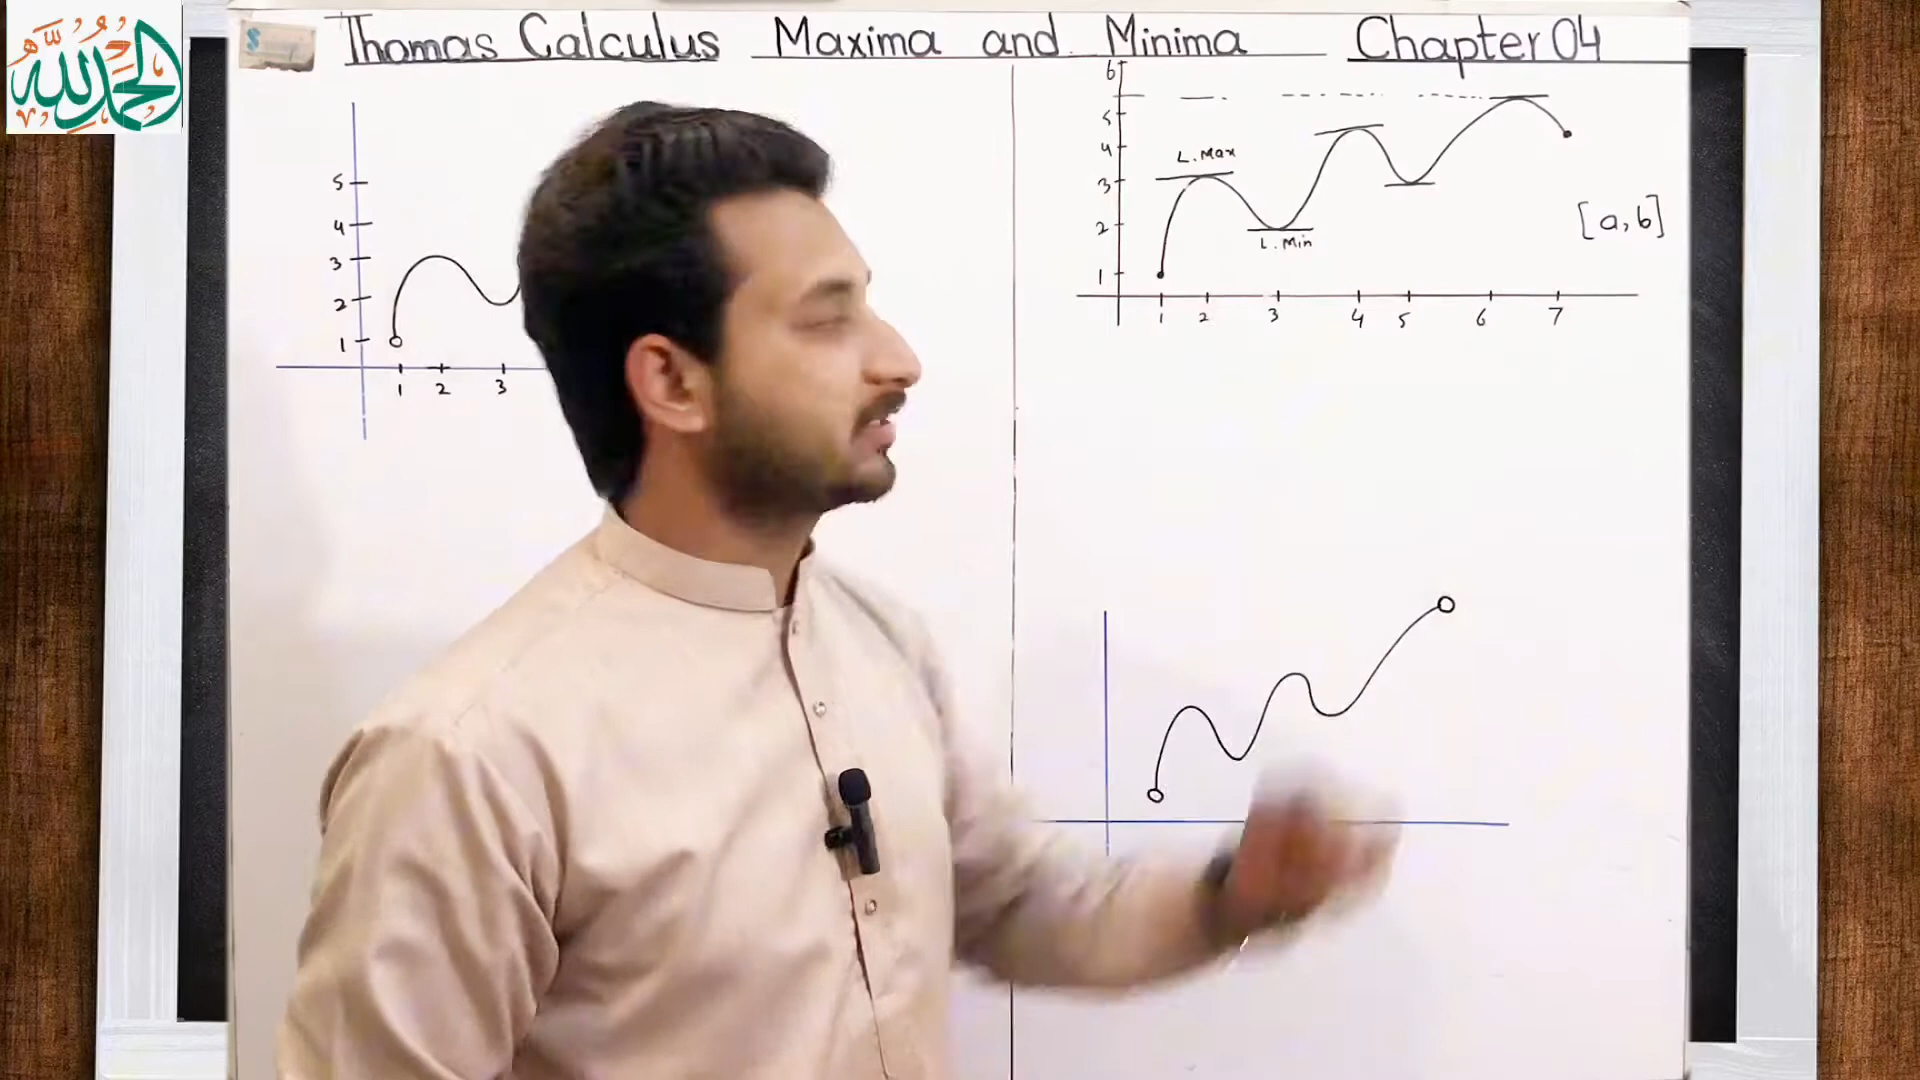 الحمد لله
Thomas Calculus Maxima and Minima Chapter 04
5
4
3
2
1
1 2 3
6
5
4
3
2
1
L. Max
L. Min
[a, b]
1 2 3 4 5 6 7